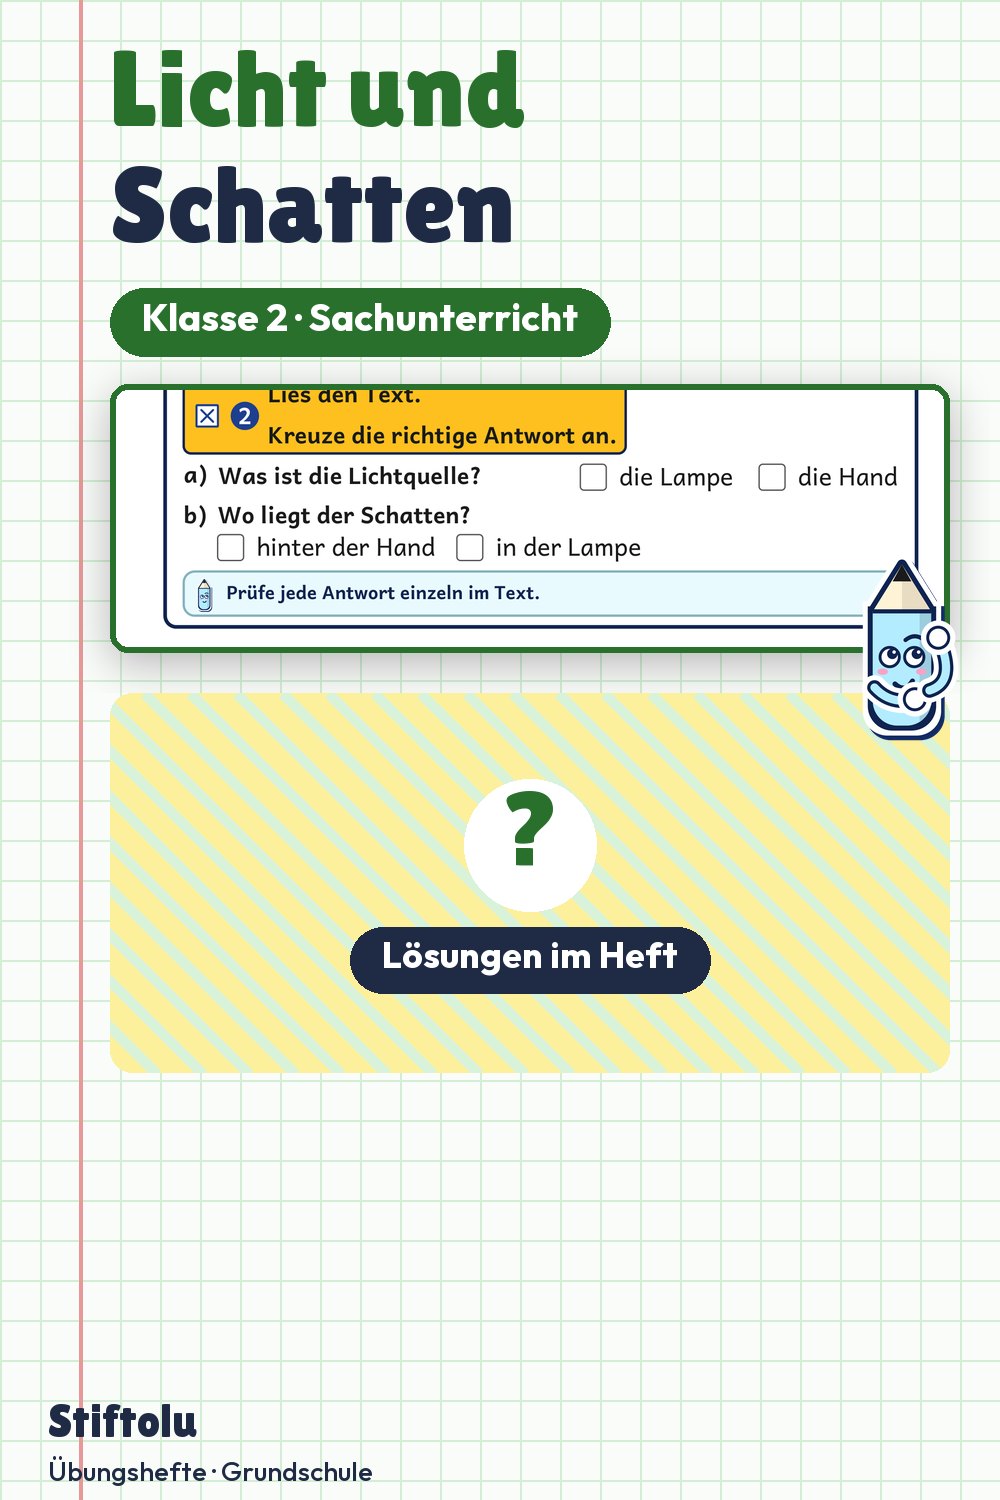 Licht und
Schatten
Klasse 2 · Sachunterricht
Lies den Text.
2
Kreuze die richtige Antwort an.
a) Was ist die Lichtquelle? die Lampe die Hand
b) Wo liegt der Schatten?
hinter der Hand in der Lampe
Prüfe jede Antwort einzeln im Text.
?
Lösungen im Heft
Stiftolu
Übungshefte · Grundschule